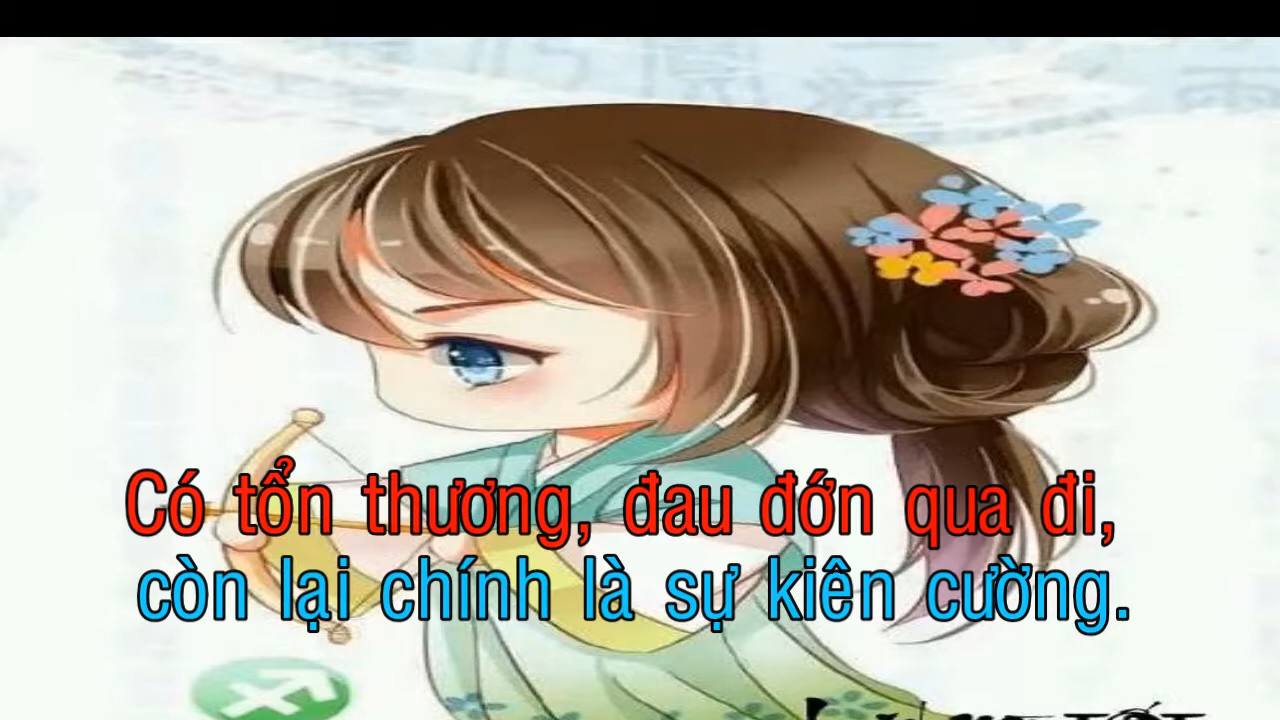 Có tổn thương, đau đớn qua đi,
còn lại chính là sự kiên cường.